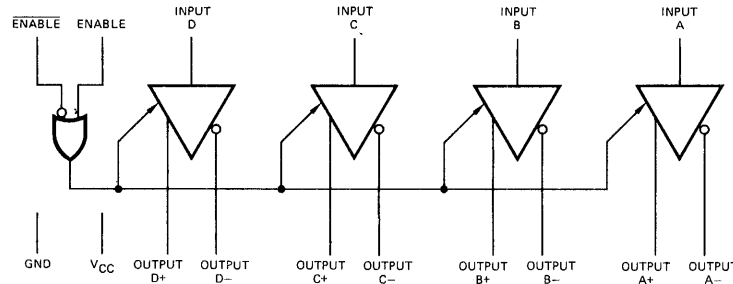 ENABLE ENABLE
INPUT
D
INPUT
C
INPUT
B
INPUT
A
GND
VCC
OUTPUT
D+
OUTPUT
D–
OUTPUT
C+
OUTPUT
C–
OUTPUT
B+
OUTPUT
B–
OUTPUT
A+
OUTPUT
A–